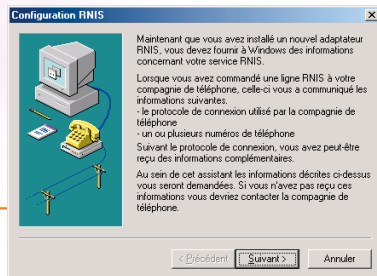 Configuration RNIS
Maintenant que vous avez installé un nouvel adaptateur
RNIS, vous devez fournir à Windows des informations
concernant votre service RNIS.
Lorsque vous avez commandé une ligne RNIS à votre
compagnie de téléphone, celle-ci vous a communiqué les
informations suivantes.
- le protocole de connexion utilisé par la compagnie de
téléphone
- un ou plusieurs numéros de téléphone
Suivant le protocole de connexion, vous avez peut-être
reçu des informations complémentaires.
Au sein de cet assistant les informations décrites ci-dessus
vous seront demandées. Si vous n'avez pas reçu ces
informations vous devriez contacter la compagnie de
téléphone.
< Précédent Suivant > Annuler